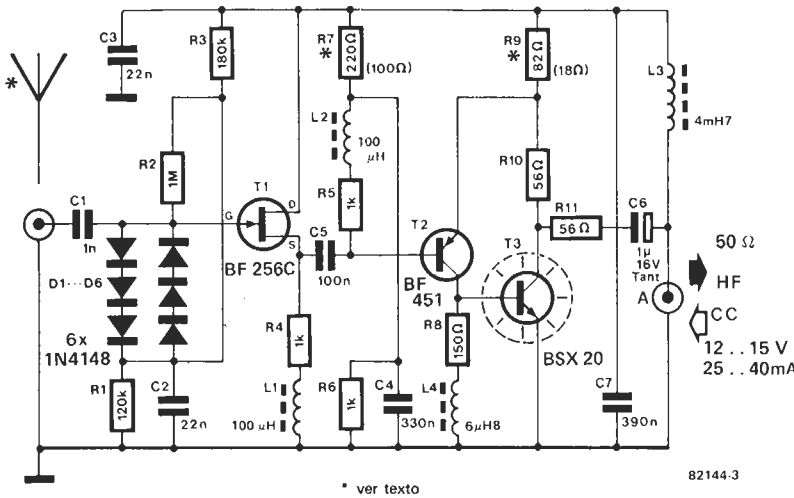 C3
22n
R3
180k
R7
*
220Ω
(100Ω)
R9
*
82Ω
(18Ω)
L3
4mH7
*
L2
100
µH
R2
1M
R10
56Ω
T1
D
G
S
R5
1k
R11
56Ω
C6
1µ
16V
Tant
C1
1n
T2
T3
50 Ω
HF
CC
12 . . 15 V
25 . . 40mA
A
BF 256C
C5
100n
BF
451
D1···D6
6x
1N4148
R4
1k
R8
150Ω
BSX 20
R1
120k
C2
22n
L1
100 µH
R6
1k
C4
330n
L4
6µH8
C7
390n
* ver texto
82144-3